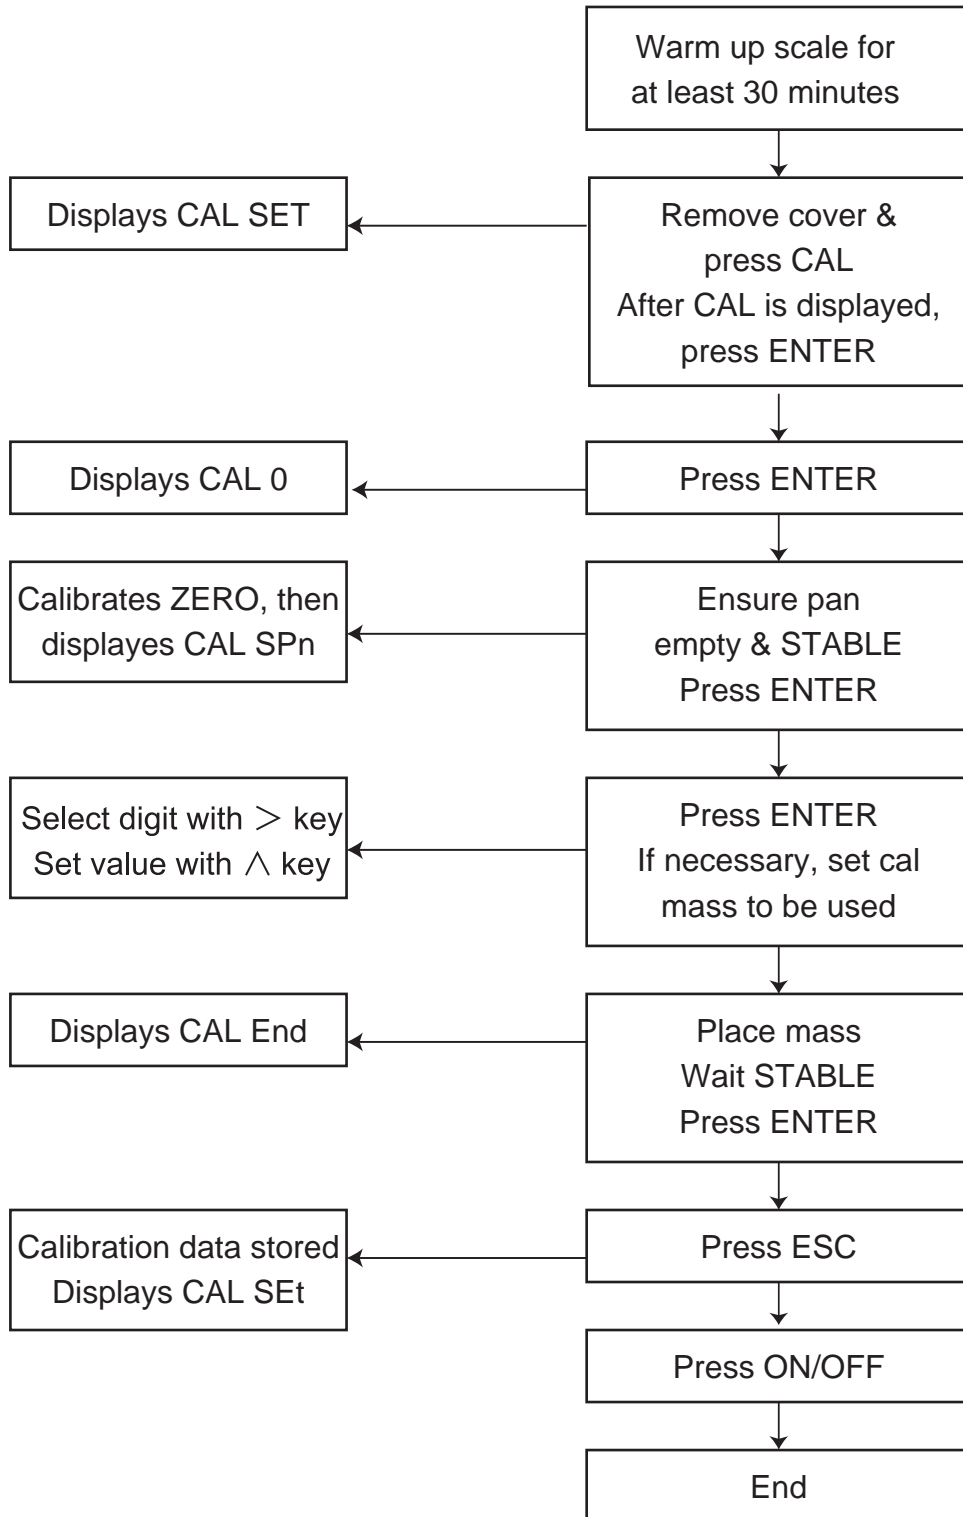 Warm up scale for
at least 30 minutes
Displays CAL SET
Remove cover &
press CAL
After CAL is displayed,
press ENTER
Displays CAL 0
Press ENTER
Calibrates ZERO, then
displayes CAL SPn
Ensure pan
empty & STABLE
Press ENTER
Select digit with > key
Set value with ∧ key
Press ENTER
If necessary, set cal
mass to be used
Displays CAL End
Place mass
Wait STABLE
Press ENTER
Calibration data stored
Displays CAL SEt
Press ESC
Press ON/OFF
End